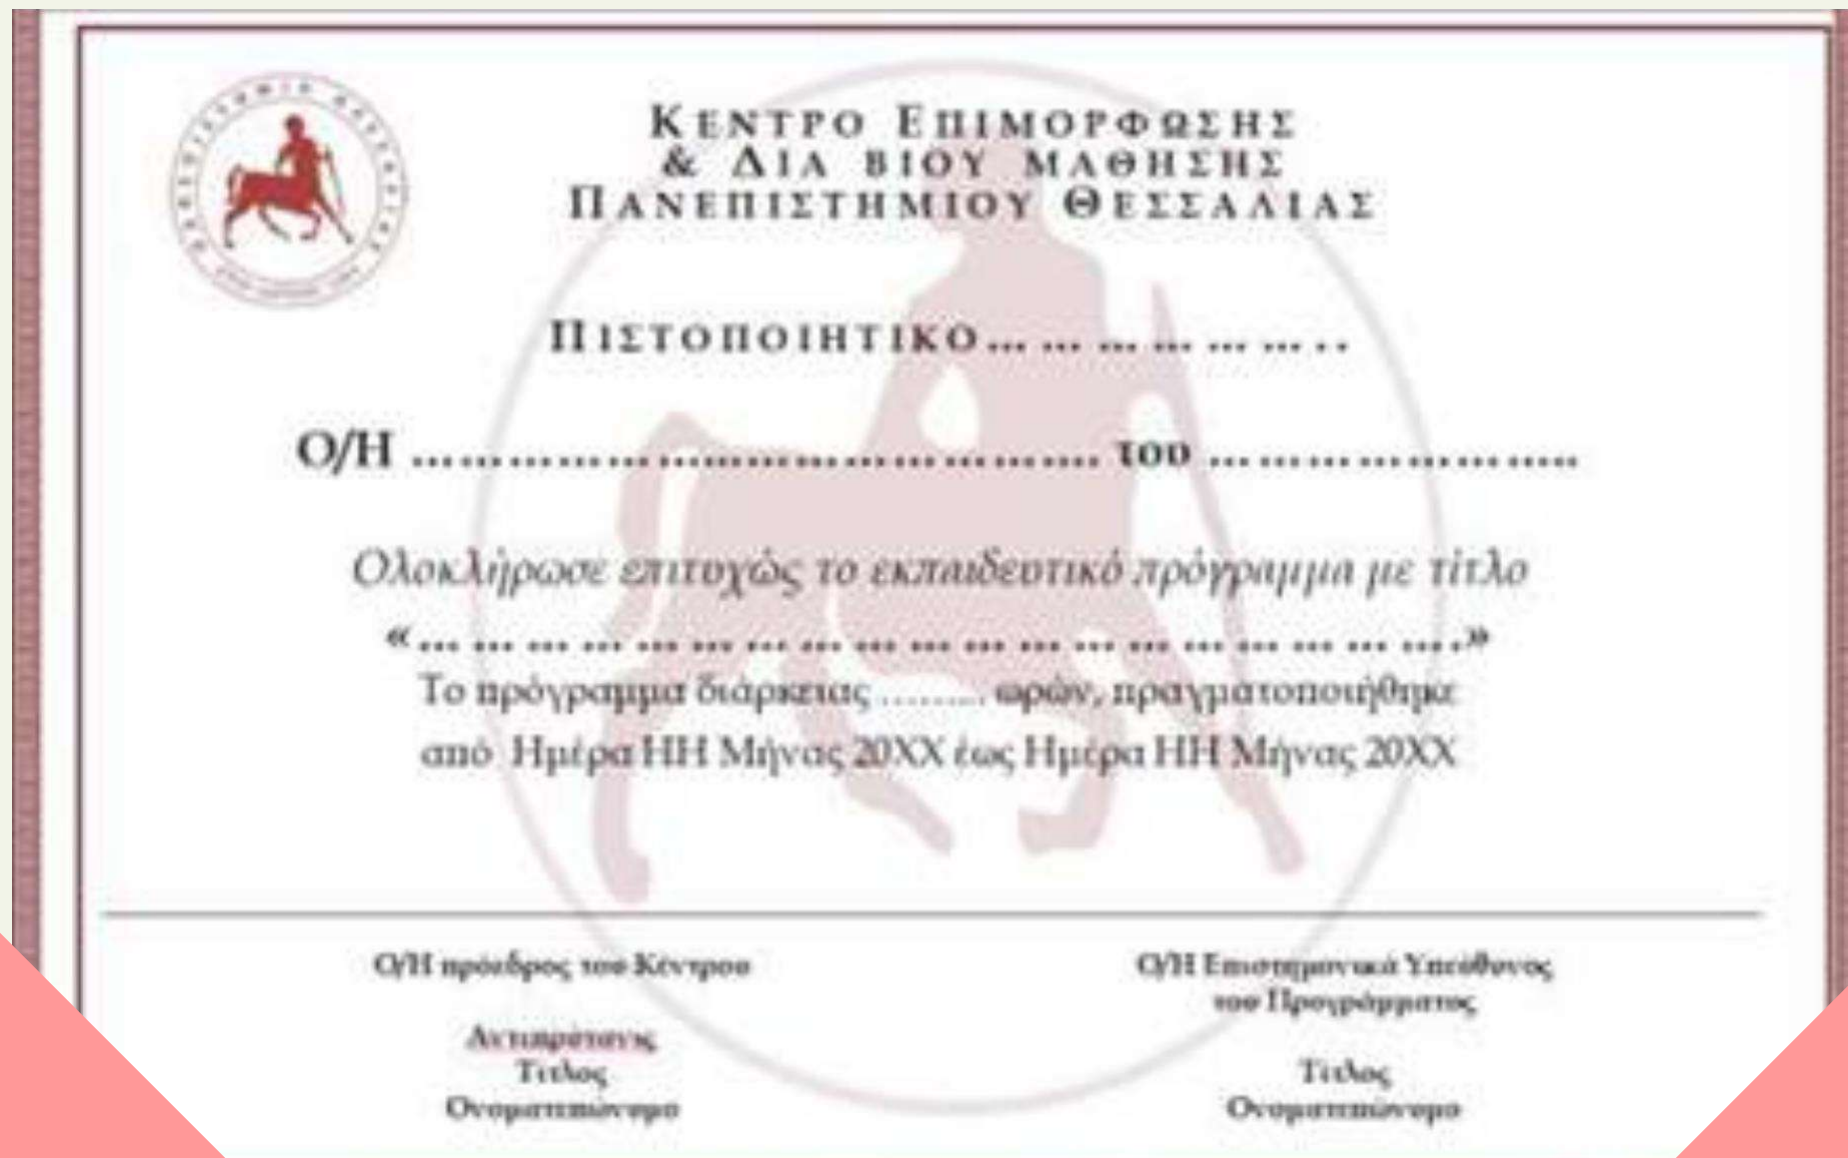 ΚΕΝΤΡΟ ΕΠΙΜΟΡΦΩΣΗΣ
& ΔΙΑ ΒΙΟΥ ΜΑΘΗΣΗΣ
ΠΑΝΕΠΙΣΤΗΜΙΟΥ ΘΕΣΣΑΛΙΑΣ
ΠΙΣΤΟΠΟΙΗΤΙΚΟ... ... ... ... ... ... . .
Ο/Η ................................................ του ..........................
Ολοκλήρωσε επιτυχώς το εκπαιδευτικό πρόγραμμα με τίτλο
«... ... ... ... ... ... ... ... ... ... ... ... ... ... ... ... ... ... ... ....»
Το πρόγραμμα διάρκειας ......... ωρών, πραγματοποιήθηκε
από Ημέρα ΗΗ Μήνας 20ΧΧ έως Ημέρα ΗΗ Μήνας 20ΧΧ
Ο/Η πρόεδρος του Κέντρου
Αντιπρύτανις
Τίτλος
Ονοματεπώνυμο
Ο/Η Επιστημονικά Υπεύθυνος
του Προγράμματος
Τίτλος
Ονοματεπώνυμο